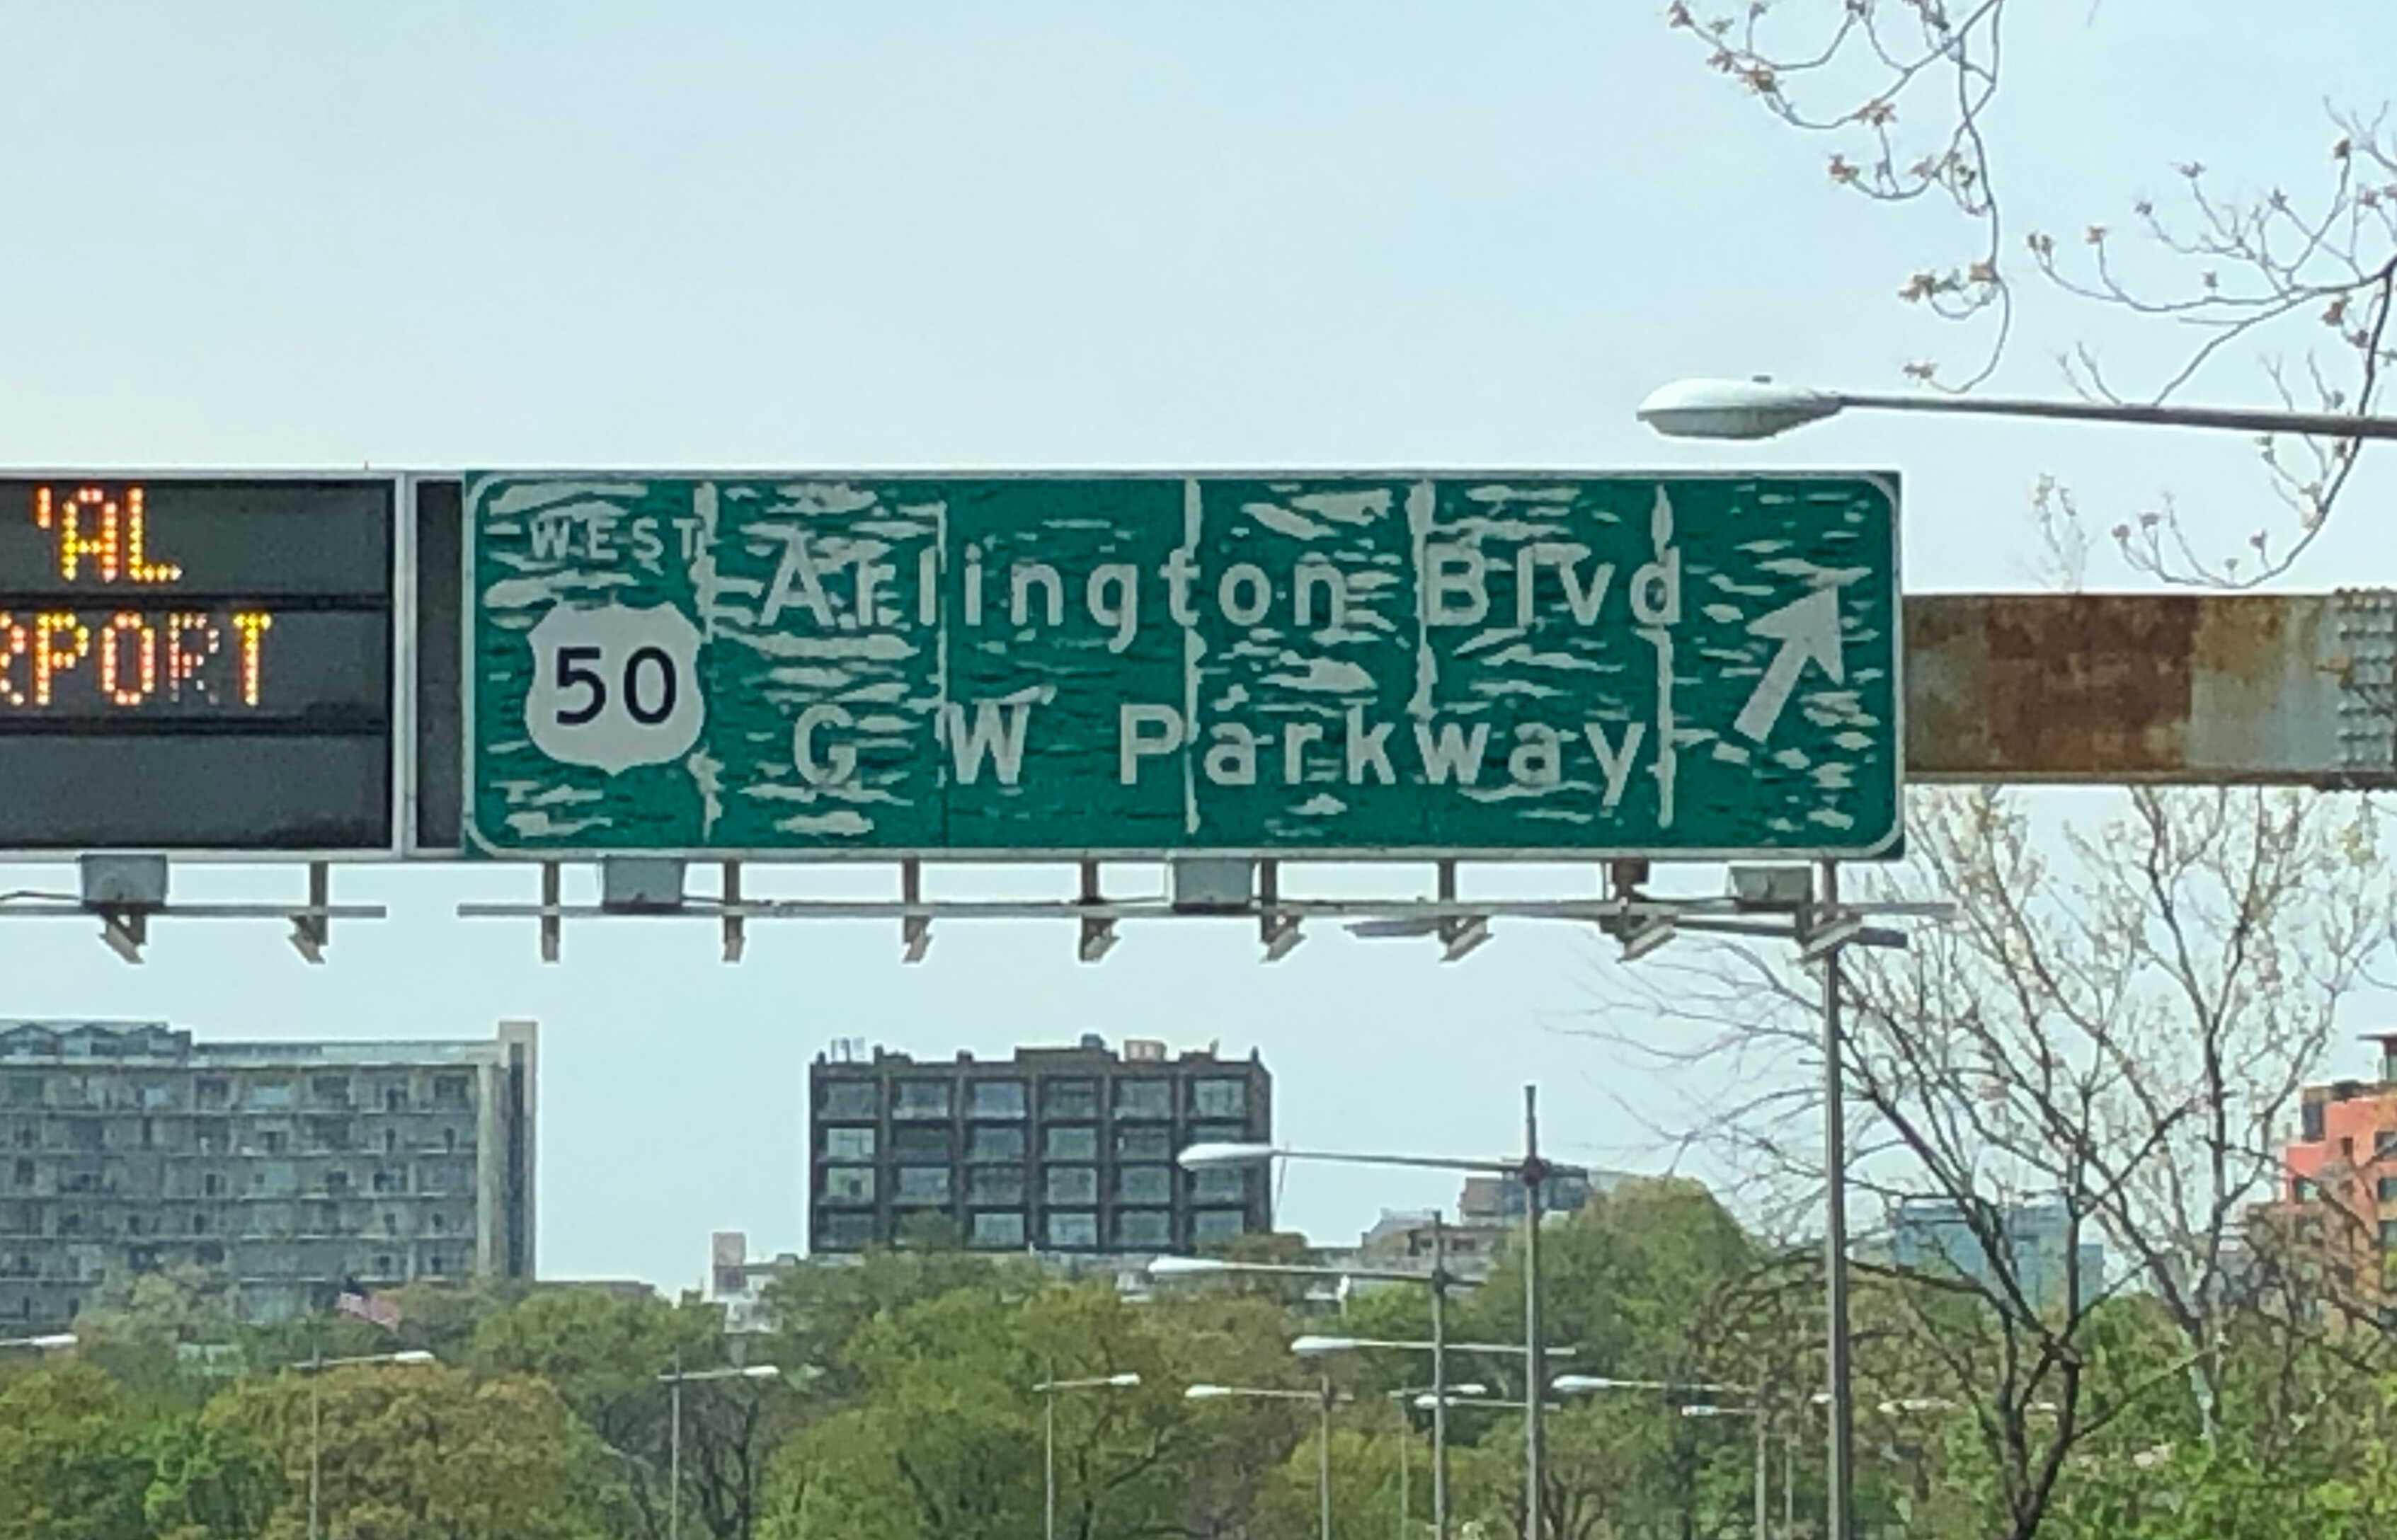 'AL
RPORT
WEST
50
Arlington Blvd
G W Parkway